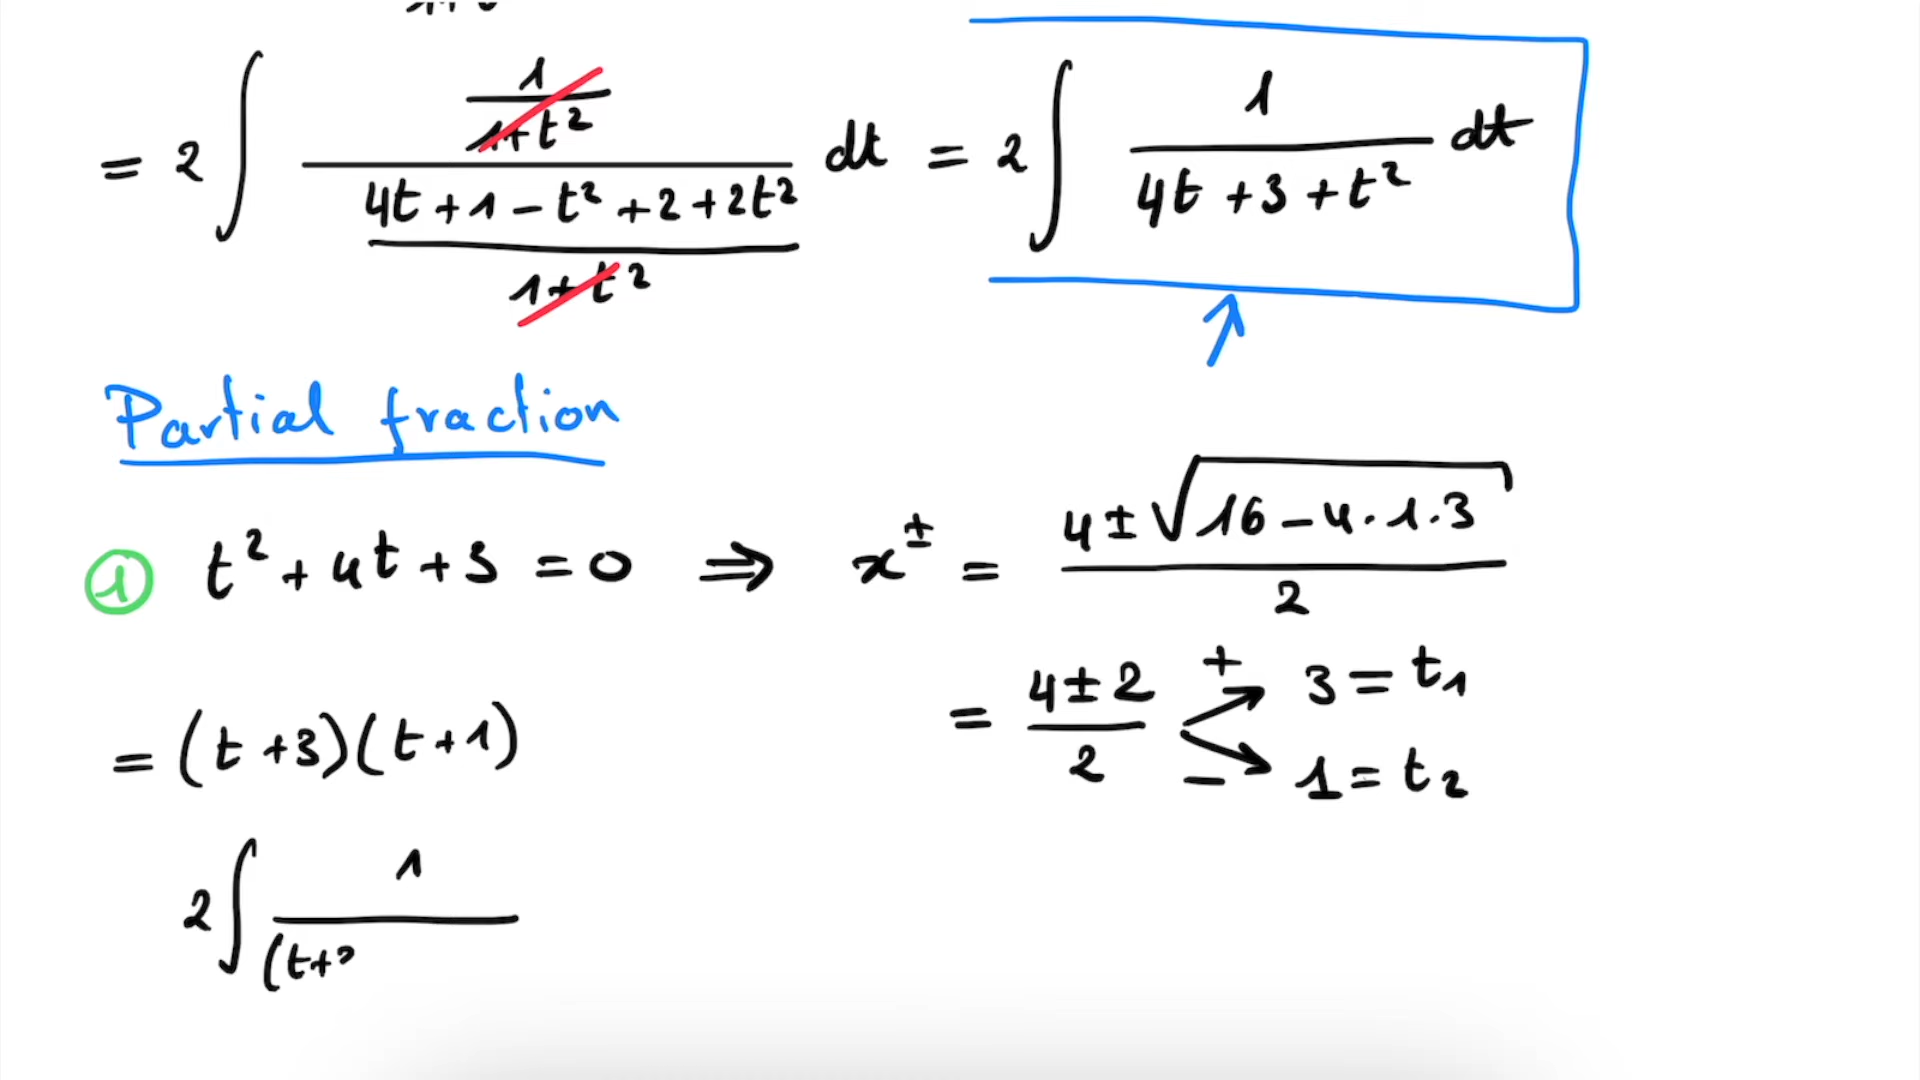 = 2 ∫ (1/(1+t²)) / ((4t+1−t²+2+2t²)/(1+t²)) dt = 2 ∫ 1/(4t+3+t²) dt
Partial fraction
① t²+4t+3=0 ⇒ x^± = (4±√(16−4·1·3))/2
= (4±2)/2 + 3=t₁
− 1=t₂
=(t+3)(t+1)
2 ∫ 1/(t+